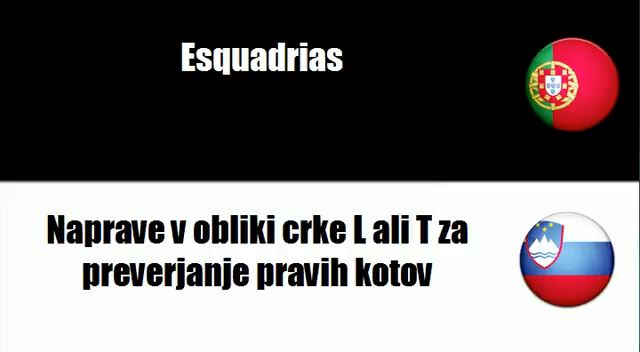 Esquadrias
Naprave v obliki crke L ali T za
preverjanje pravih kotov